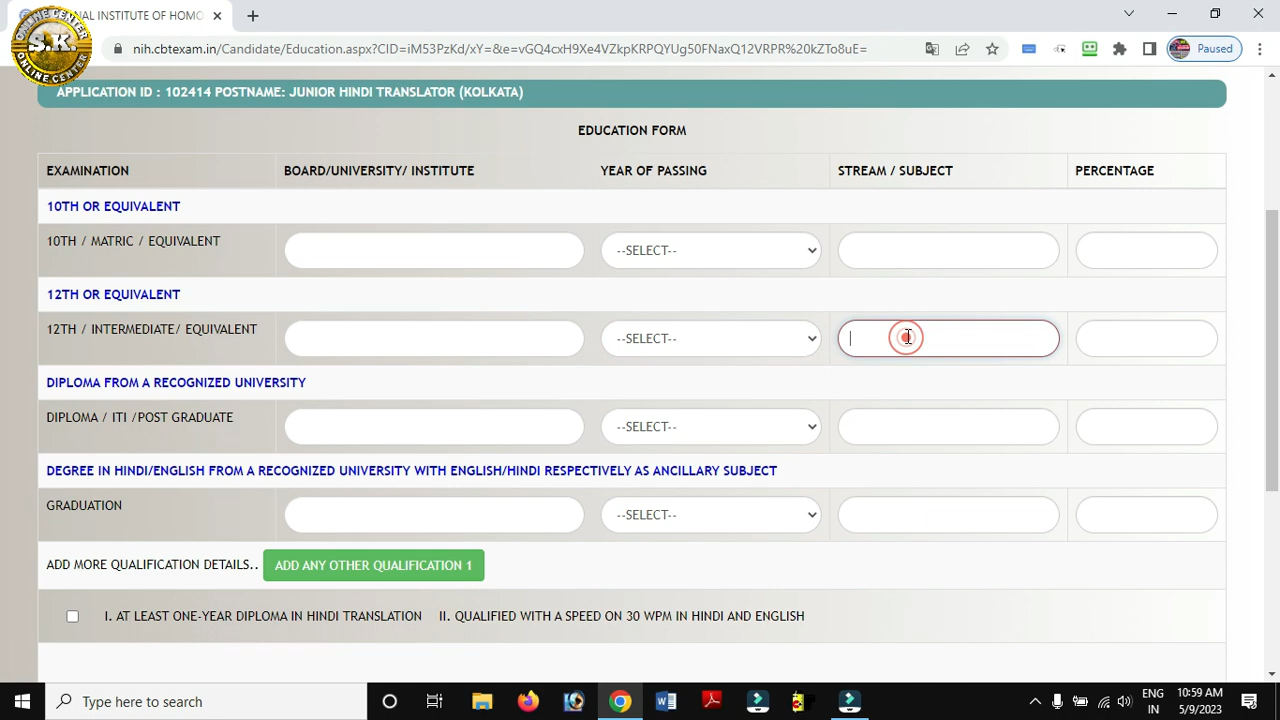 NAL INSTITUTE OF HOMO
ONLINE CENTER
S.K.
ONLINE CENTER
nih.cbtexam.in/Candidate/Education.aspx?CID=iM53PzKd/xY=&e=vGQ4cxH9Xe4VZkpKRPQYUg50FNaxQ12VRPR%20kZTo8uE=
Paused
APPLICATION ID : 102414 POSTNAME: JUNIOR HINDI TRANSLATOR (KOLKATA)
EDUCATION FORM
EXAMINATION BOARD/UNIVERSITY/ INSTITUTE YEAR OF PASSING STREAM / SUBJECT PERCENTAGE
10TH OR EQUIVALENT
10TH / MATRIC / EQUIVALENT --SELECT--
12TH OR EQUIVALENT
12TH / INTERMEDIATE/ EQUIVALENT --SELECT--
DIPLOMA FROM A RECOGNIZED UNIVERSITY
DIPLOMA / ITI /POST GRADUATE --SELECT--
DEGREE IN HINDI/ENGLISH FROM A RECOGNIZED UNIVERSITY WITH ENGLISH/HINDI RESPECTIVELY AS ANCILLARY SUBJECT
GRADUATION --SELECT--
ADD MORE QUALIFICATION DETAILS.. ADD ANY OTHER QUALIFICATION 1
I. AT LEAST ONE-YEAR DIPLOMA IN HINDI TRANSLATION II. QUALIFIED WITH A SPEED ON 30 WPM IN HINDI AND ENGLISH
Type here to search
ENG
IN
10:59 AM
5/9/2023